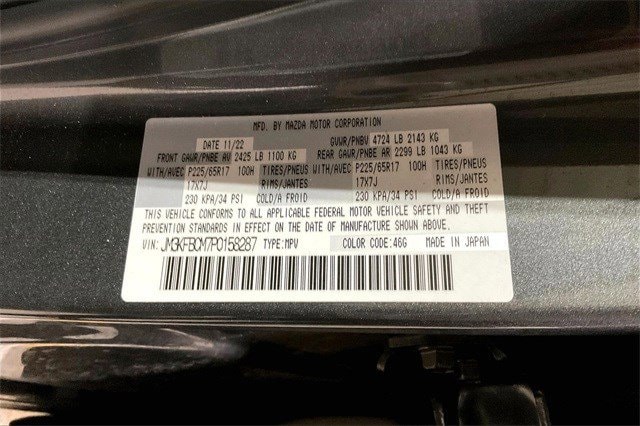 MFD. BY MAZDA MOTOR CORPORATION
DATE 11/22 GVWR/PNBV 4724 LB 2143 KG
FRONT GAWR/PNBE AV 2425 LB 1100 KG REAR GAWR/PNBE AR 2299 LB 1043 KG
WITH/AVEC P225/65R17 100H TIRES/PNEUS WITH/AVEC P225/65R17 100H TIRES/PNEUS
17X7J RIMS/JANTES 17X7J RIMS/JANTES
230 KPA/34 PSI COLD/A FROID 230 KPA/34 PSI COLD/A FROID
THIS VEHICLE CONFORMS TO ALL APPLICABLE FEDERAL MOTOR VEHICLE SAFETY AND THEFT
PREVENTION STANDARDS IN EFFECT ON THE DATE OF MANUFACTURE SHOWN ABOVE.
VIN: JM3KFBCM7P0158287 TYPE:MPV COLOR CODE:46G MADE IN JAPAN